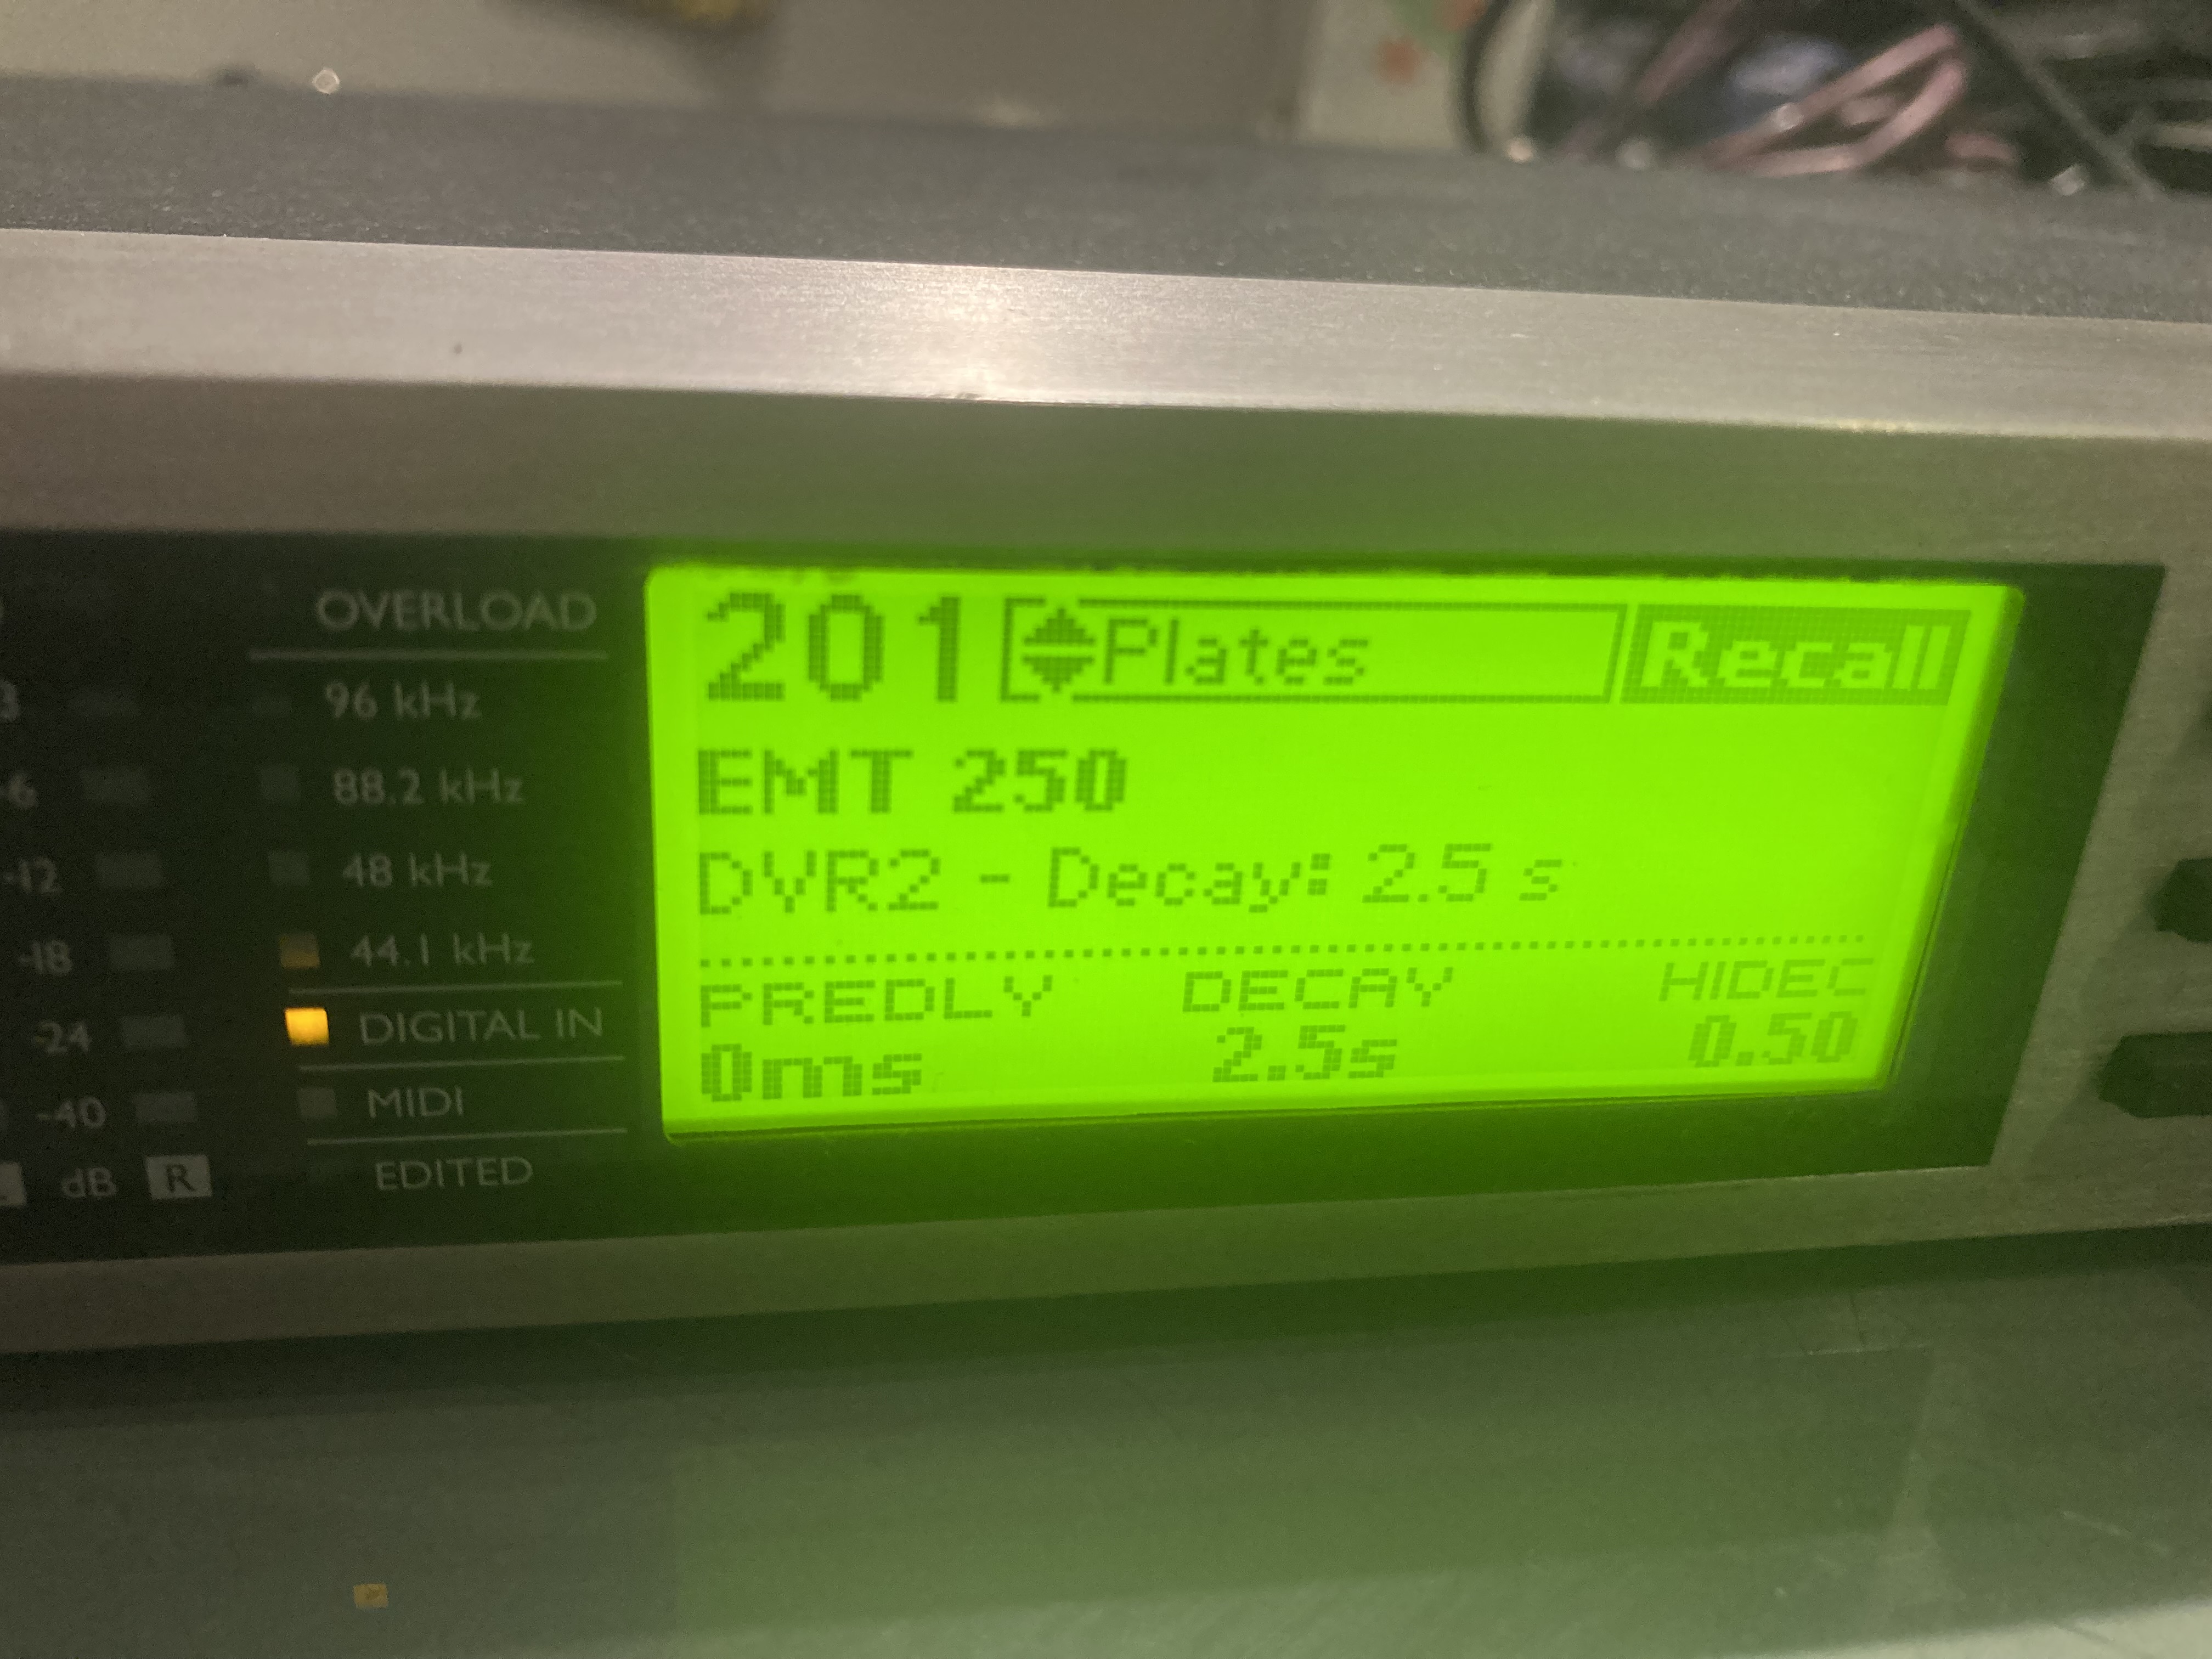 OVERLOAD
96 kHz
-6
88.2 kHz
-12
48 kHz
-18
44.1 kHz
-24
DIGITAL IN
-40
MIDI
dB R
EDITED
201 Plates Recall
EMT 250
DVR2 - Decay: 2.5 s
PREDLY DECAY HIDEC
0ms 2.5s 0.50